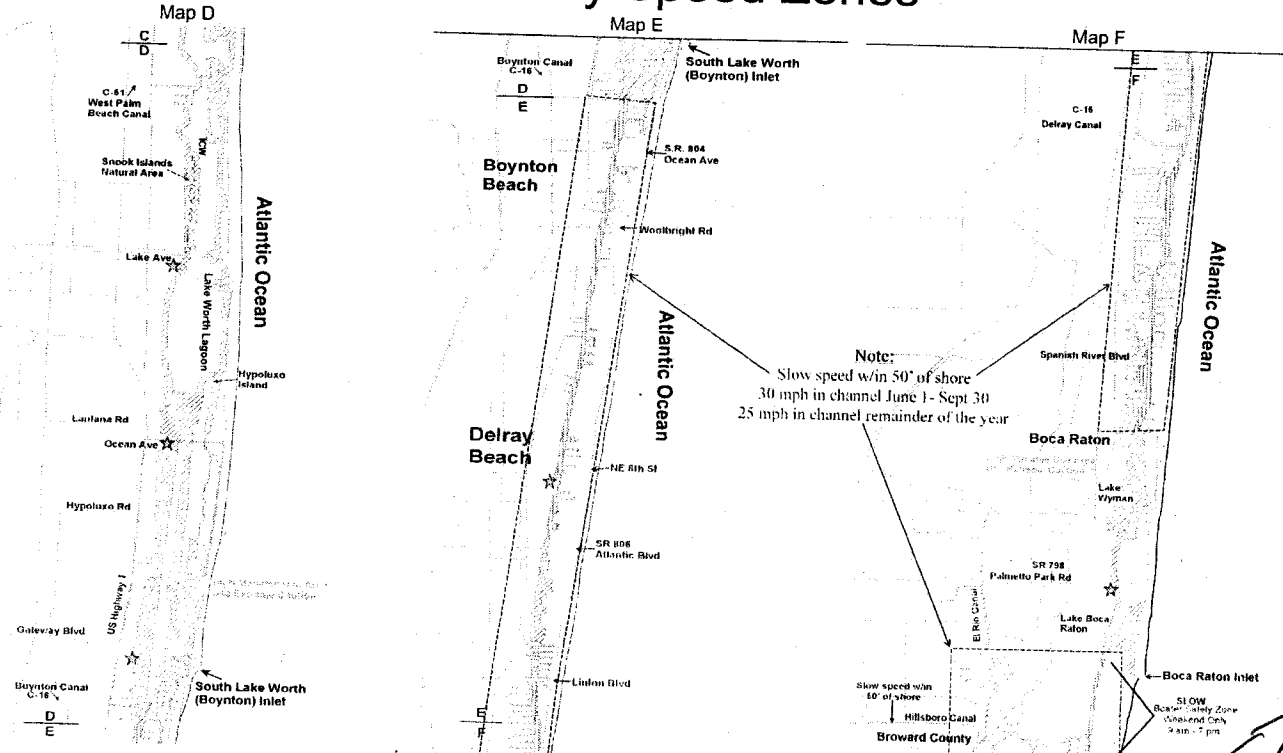 Speed Zones
Map D
C
D
C-51
West Palm
Beach Canal
ICW
Snook Islands
Natural Area
Atlantic Ocean
Lake Ave
Lake Worth Lagoon
Hypoluxo
Island
Lantana Rd
Ocean Ave
Hypoluxo Rd
US Highway 1
Gateway Blvd
Boynton Canal
C-16
South Lake Worth
(Boynton) Inlet
D
E
Map E
Boynton Canal
C-16
D
E
South Lake Worth
(Boynton) Inlet
S.R. 804
Ocean Ave
Boynton
Beach
Woolbright Rd
Atlantic Ocean
Delray
Beach
NE 8th St
SR 806
Atlantic Blvd
Linton Blvd
E
F
Note:
Slow speed w/in 50' of shore
30 mph in channel June 1- Sept 30
25 mph in channel remainder of the year
Map F
E
F
C-15
Delray Canal
Atlantic Ocean
Spanish River Blvd
Boca Raton
Lake
Wyman
SR 798
Palmetto Park Rd
El Rio Canal
Lake Boca
Raton
Boca Raton Inlet
Slow speed w/in
50' of shore
Hillsboro Canal
Broward County
SLOW
Boater Safety Zone
Weekend Only
9 am - 7 pm